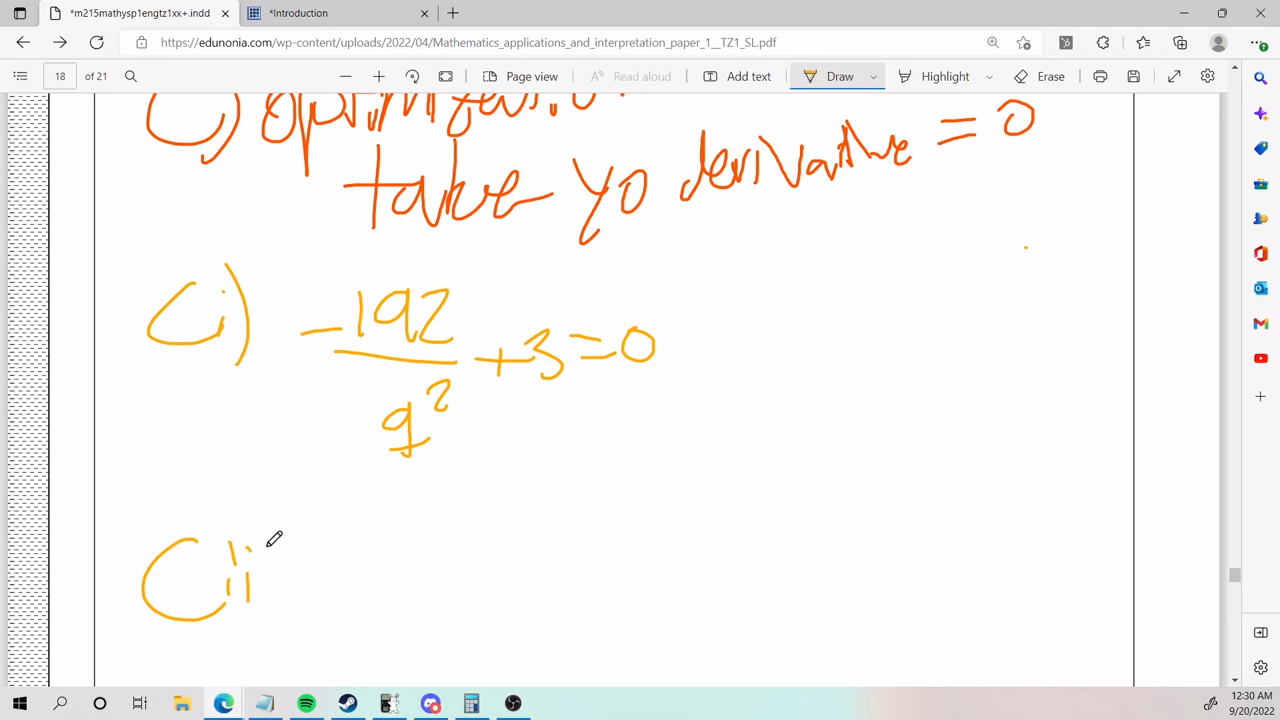 *m215mathysp1engtz1xx+.indd
*Introduction
https://edunonia.com/wp-content/uploads/2022/04/Mathematics_applications_and_interpretation_paper_1__TZ1_SL.pdf
18 of 21
Page view
Read aloud
Add text
Draw
Highlight
Erase
C)
take yo derivative = 0
Ci) -192/q² + 3 = 0
Cii
12:30 AM
9/20/2022